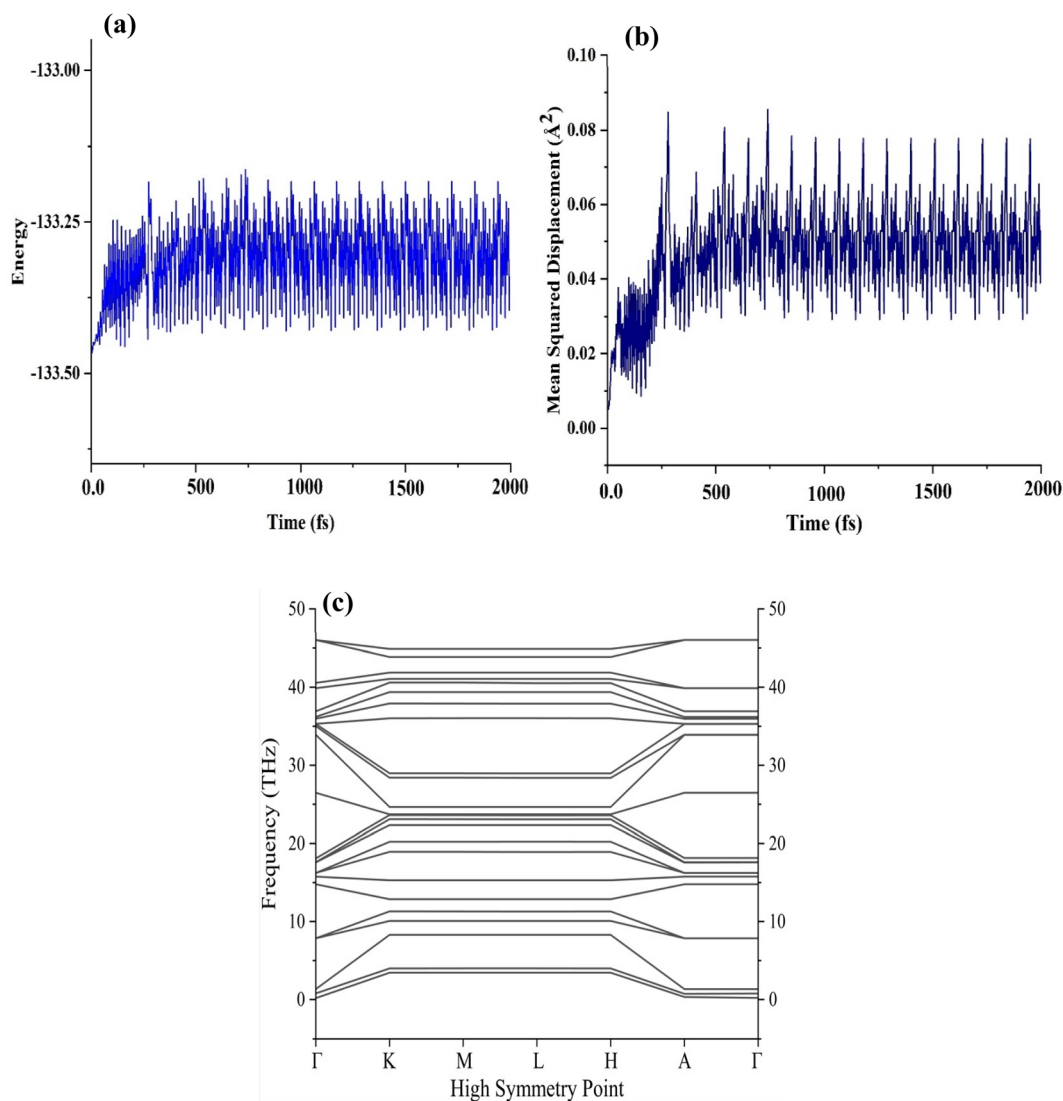 (a)
-133.00
-133.25
-133.50
Energy
0.0 500 1000 1500 2000
Time (fs)
(b)
0.10
0.08
0.06
0.04
0.02
0.00
Mean Squared Displacement (Å²)
0.0 500 1000 1500 2000
Time (fs)
(c)
50 50
40 40
30 30
20 20
10 10
0 0
Frequency (THz)
Γ K M L H A Γ
High Symmetry Point